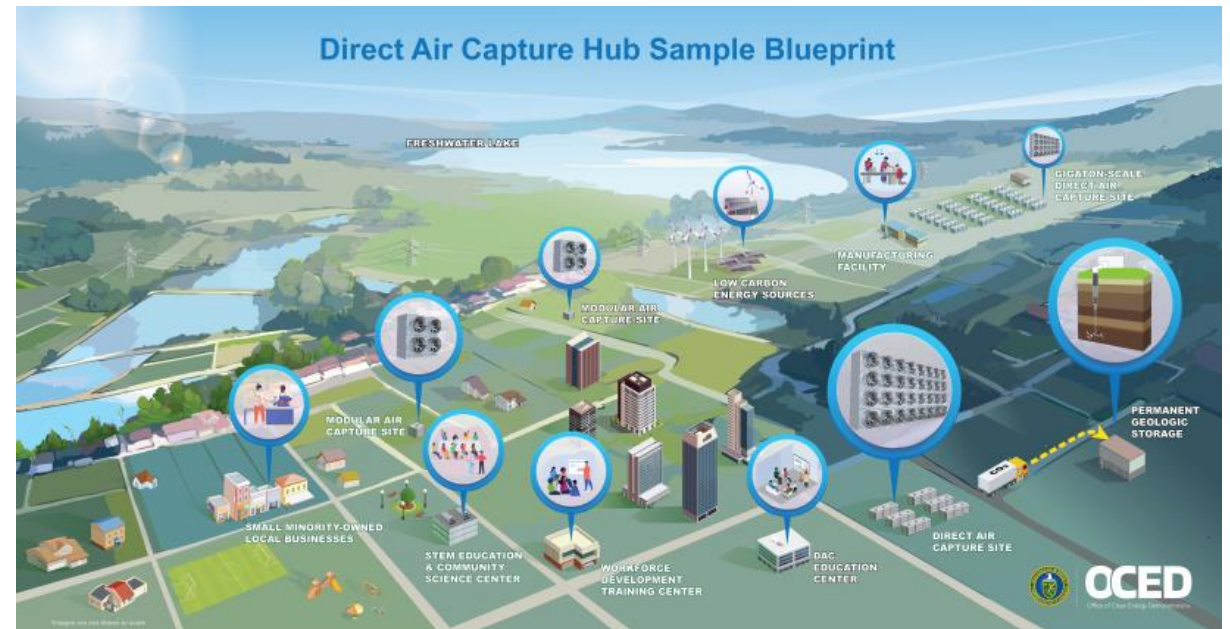 Direct Air Capture Hub Sample Blueprint
FRESHWATER LAKE
GIGATON-SCALE
DIRECT AIR
CAPTURE SITE
MANUFACTURING
FACILITY
LOW CARBON
ENERGY SOURCES
MODULAR AIR
CAPTURE SITE
MODULAR AIR
CAPTURE SITE
PERMANENT
GEOLOGIC
STORAGE
CO₂
SMALL MINORITY-OWNED
LOCAL BUSINESSES
STEM EDUCATION
& COMMUNITY
SCIENCE CENTER
WORKFORCE
DEVELOPMENT
TRAINING CENTER
DAC
EDUCATION
CENTER
DIRECT AIR
CAPTURE SITE
OCED
Office of Clean Energy Demonstrations
*Images are not shown to scale